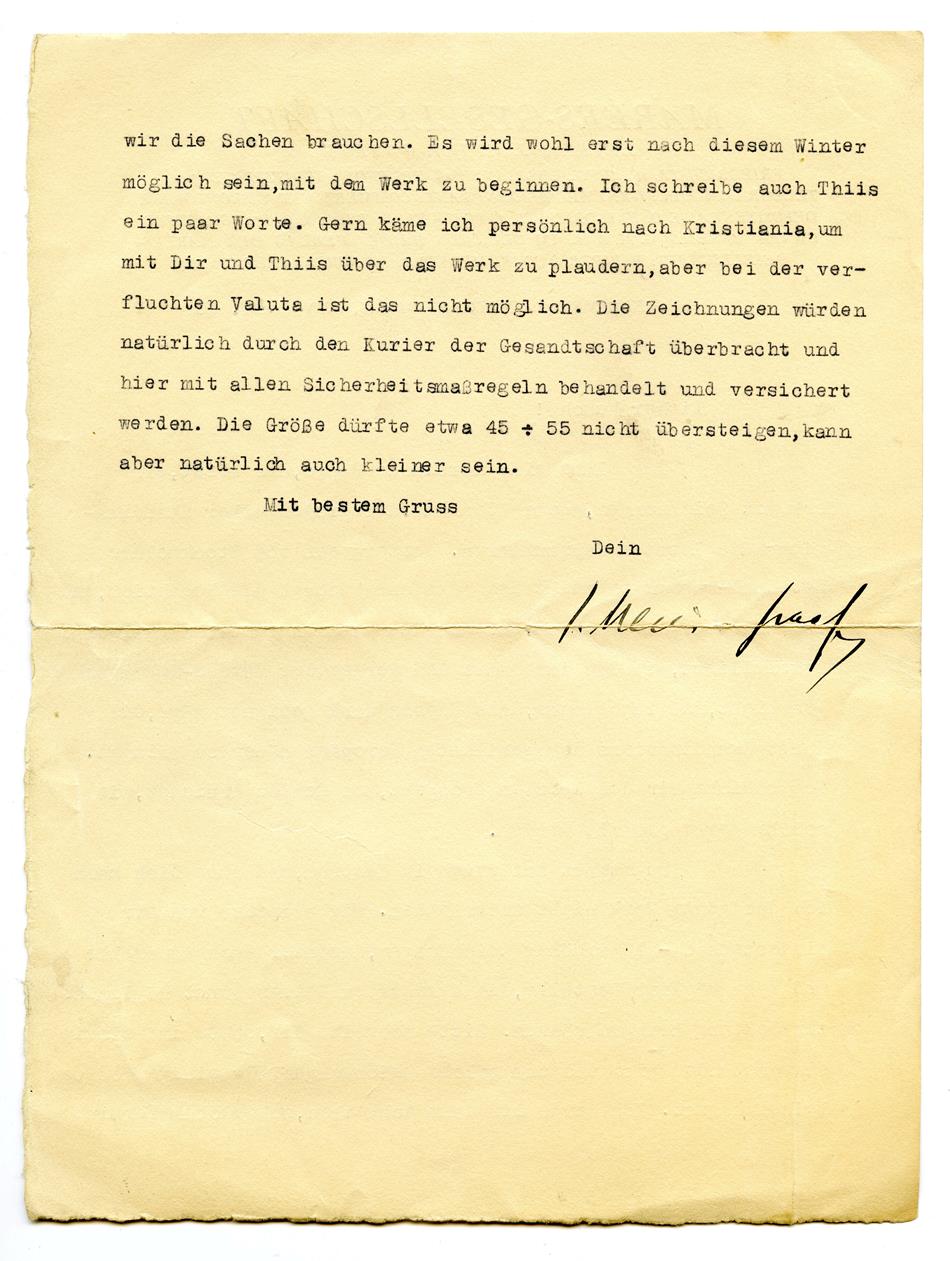 wir die Sachen brauchen. Es wird wohl erst nach diesem Winter
möglich sein,mit dem Werk zu beginnen. Ich schreibe auch Thiis
ein paar Worte. Gern käme ich persönlich nach Kristiania,um
mit Dir und Thiis über das Werk zu plaudern,aber bei der ver-
fluchten Valuta ist das nicht möglich. Die Zeichnungen würden
natürlich durch den Kurier der Gesandtschaft überbracht und
hier mit allen Sicherheitsmaßregeln behandelt und versichert
werden. Die Größe dürfte etwa 45 ÷ 55 nicht übersteigen,kann
aber natürlich auch kleiner sein.
Mit bestem Gruss
Dein
J. Meier-Graefe